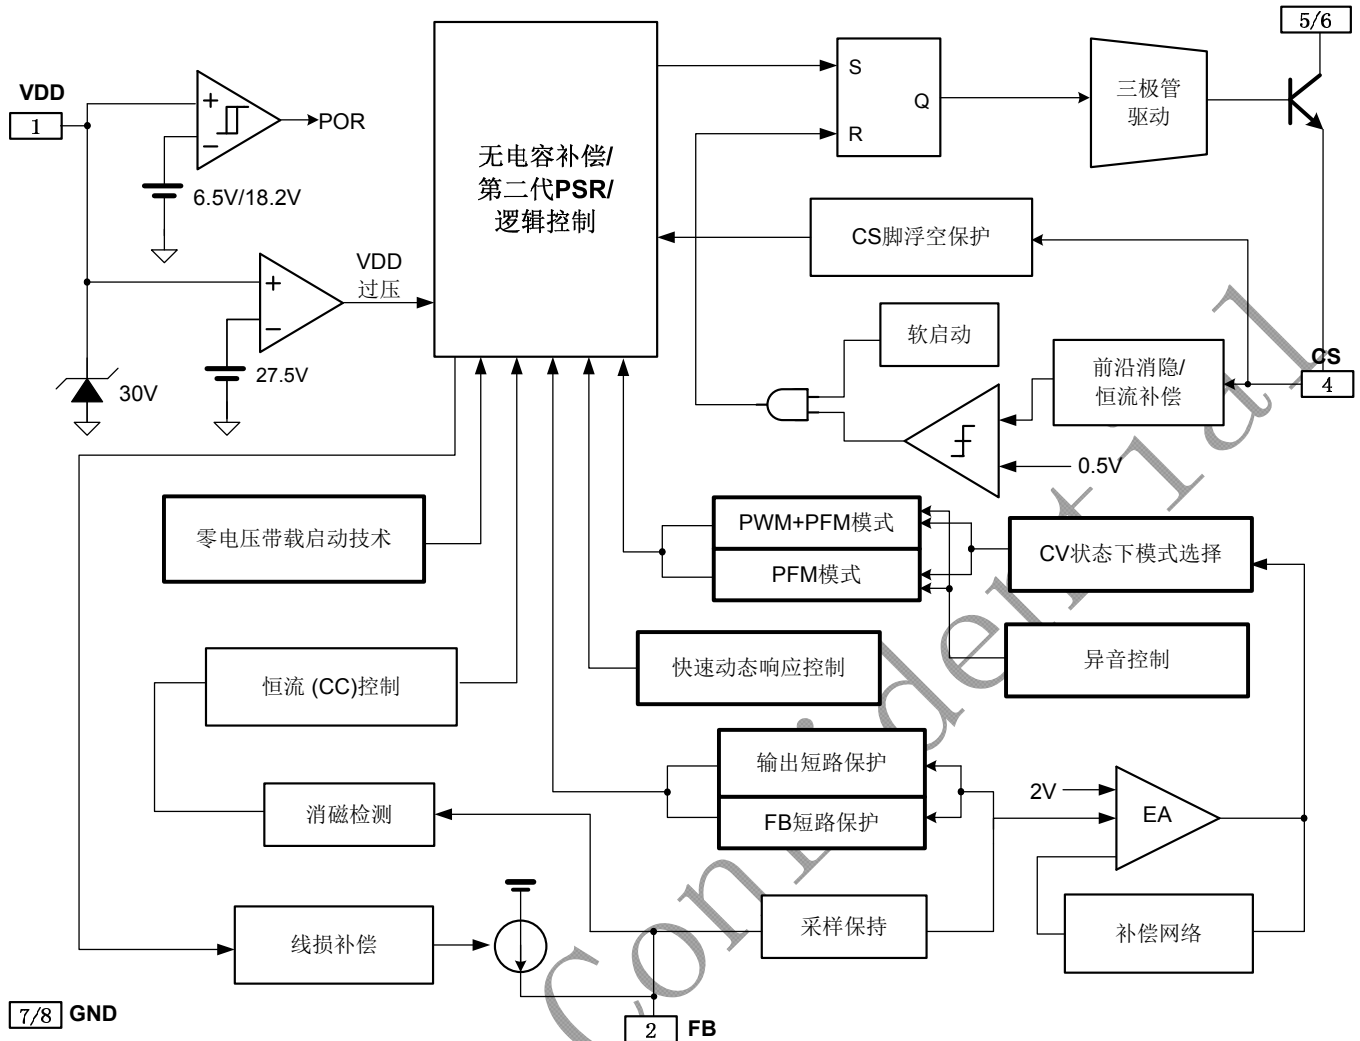 5/6
VDD
1
POR
6.5V/18.2V
VDD
过压
27.5V
30V
无电容补偿/
第二代PSR/
逻辑控制
S
Q
R
三极管
驱动
CS脚浮空保护
软启动
前沿消隐/
恒流补偿
CS
4
0.5V
零电压带载启动技术
PWM+PFM模式
PFM模式
CV状态下模式选择
恒流 (CC)控制
快速动态响应控制
异音控制
输出短路保护
FB短路保护
消磁检测
2V
EA
线损补偿
采样保持
补偿网络
7/8 GND
2 FB
Confidential